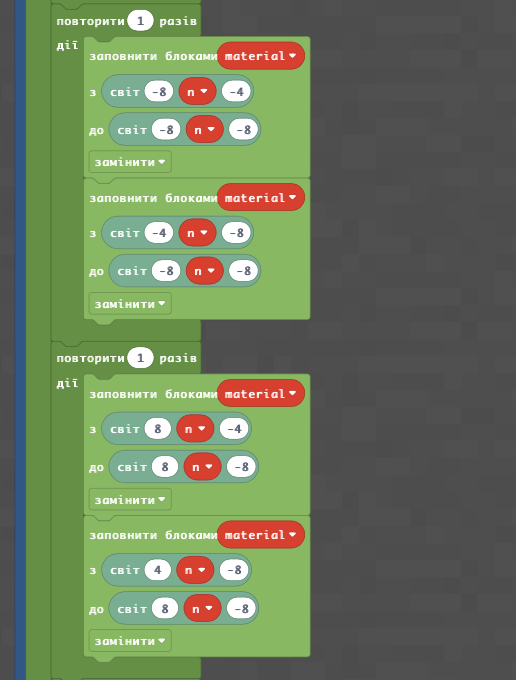 повторити 1 разів
дії
заповнити блоками material
з світ -8 n -4
до світ -8 n -8
замінити
заповнити блоками material
з світ -4 n -8
до світ -8 n -8
замінити
повторити 1 разів
дії
заповнити блоками material
з світ 8 n -4
до світ 8 n -8
замінити
заповнити блоками material
з світ 4 n -8
до світ 8 n -8
замінити